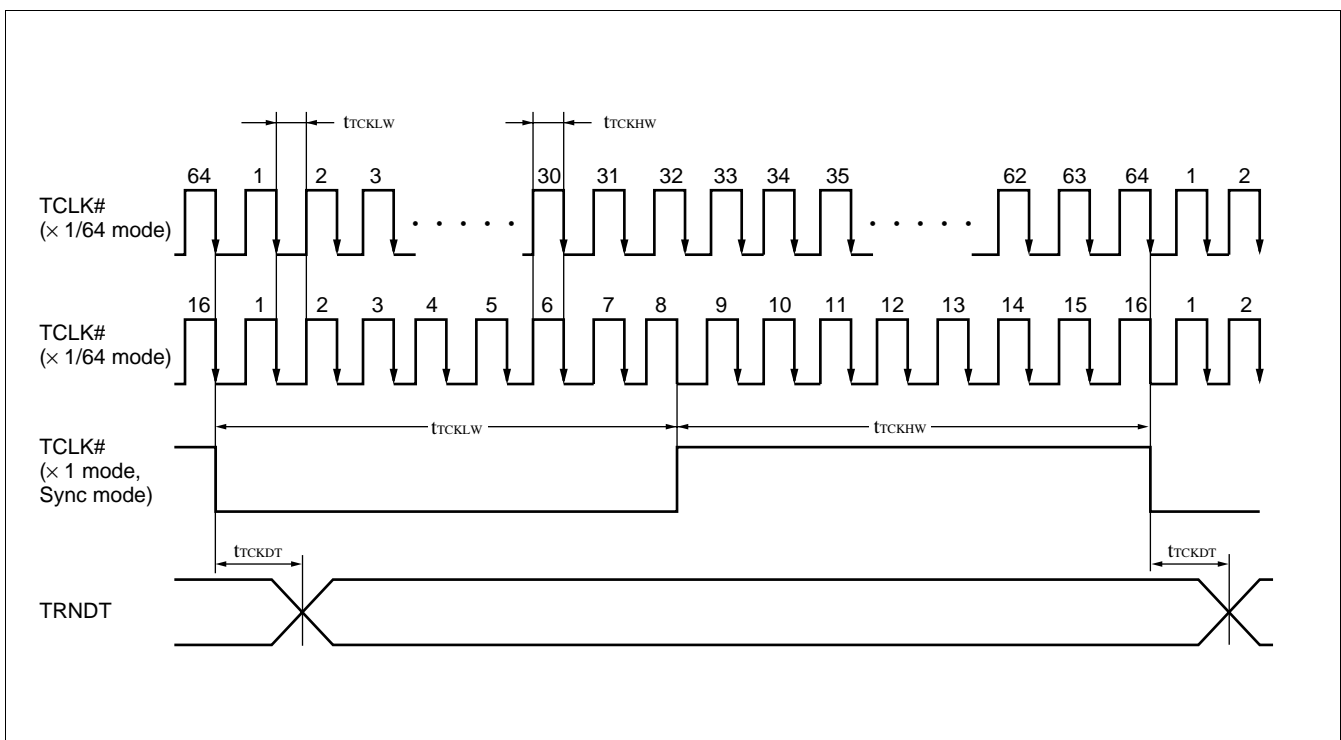 tTCKLW tTCKHW
64 1 2 3 30 31 32 33 34 35 62 63 64 1 2
TCLK#
(× 1/64 mode)
. . . . . . . . . .
16 1 2 3 4 5 6 7 8 9 10 11 12 13 14 15 16 1 2
TCLK#
(× 1/64 mode)
tTCKLW tTCKHW
TCLK#
(× 1 mode,
Sync mode)
tTCKDT tTCKDT
TRNDT